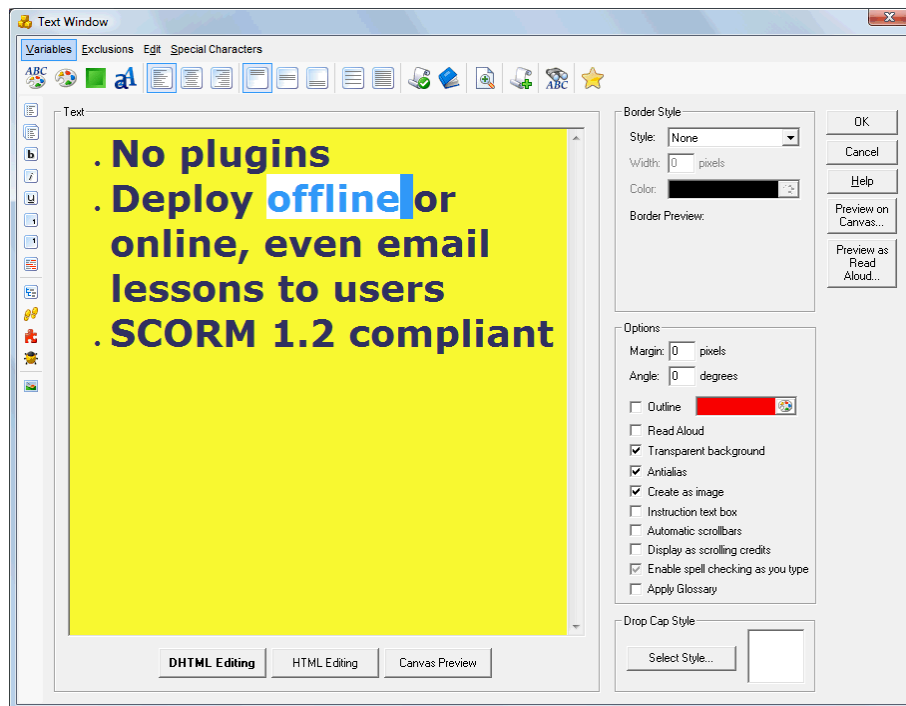 Text Window
Variables Exclusions Edit Special Characters
Text
. No plugins
. Deploy offline or
online, even email
lessons to users
. SCORM 1.2 compliant
DHTML Editing HTML Editing Canvas Preview
Border Style
Style: None
Width: 0 pixels
Color:
Border Preview:
Options
Margin: 0 pixels
Angle: 0 degrees
Outline
Read Aloud
Transparent background
Antialias
Create as image
Instruction text box
Automatic scrollbars
Display as scrolling credits
Enable spell checking as you type
Apply Glossary
Drop Cap Style
Select Style...
OK
Cancel
Help
Preview on
Canvas...
Preview as
Read
Aloud...